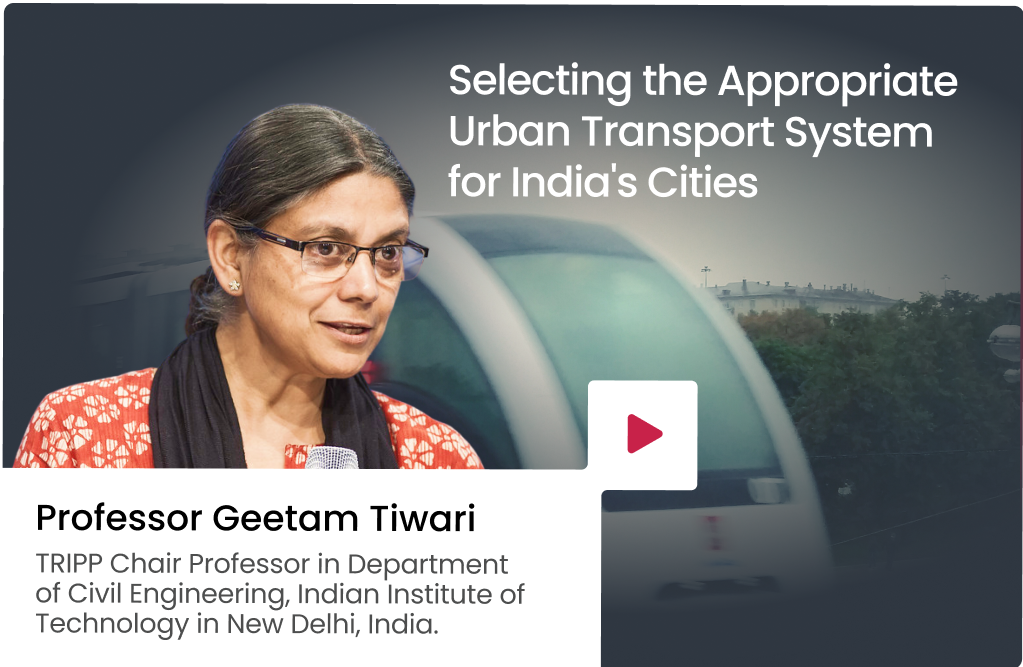 Selecting the Appropriate
Urban Transport System
for India's Cities
Professor Geetam Tiwari
TRIPP Chair Professor in Department
of Civil Engineering, Indian Institute of
Technology in New Delhi, India.